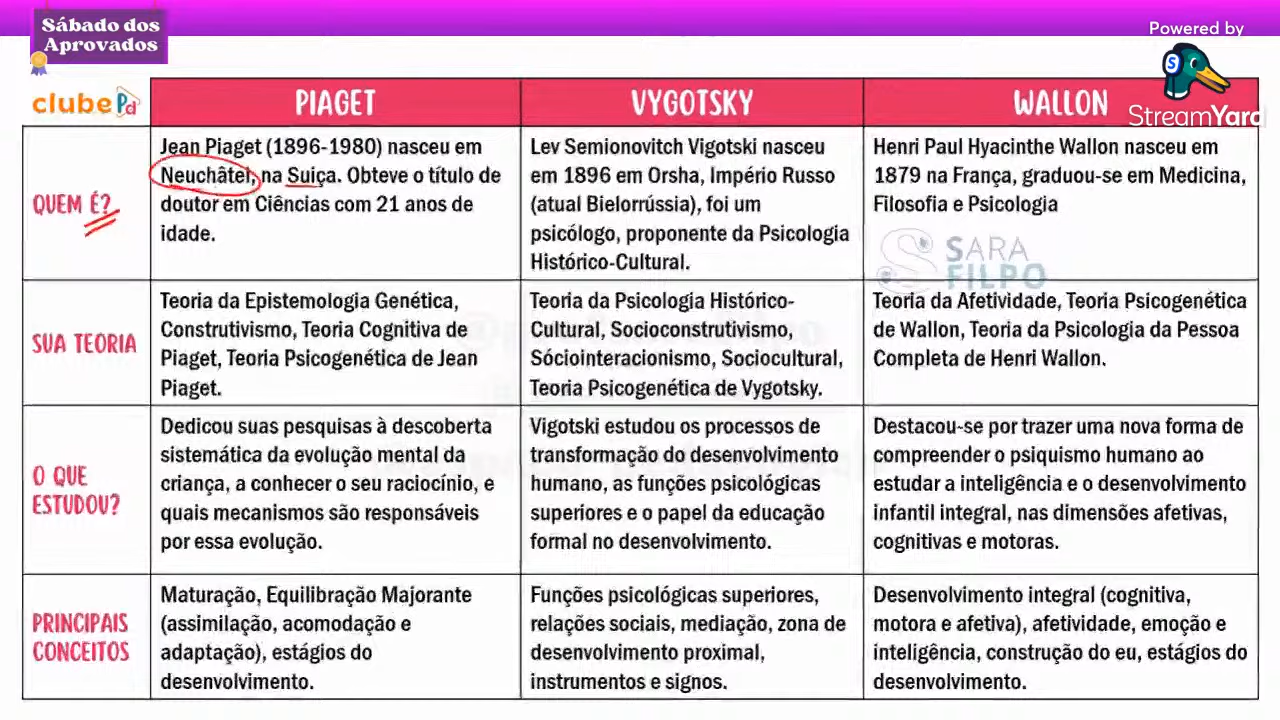 Sábado dos
Aprovados
Powered by
StreamYard
clube Pd
PIAGET
VYGOTSKY
WALLON
QUEM É?
Jean Piaget (1896-1980) nasceu em
Neuchâtel, na Suiça. Obteve o título de
doutor em Ciências com 21 anos de
idade.
Lev Semionovitch Vigotski nasceu
em 1896 em Orsha, Império Russo
(atual Bielorrússia), foi um
psicólogo, proponente da Psicologia
Histórico-Cultural.
Henri Paul Hyacinthe Wallon nasceu em
1879 na França, graduou-se em Medicina,
Filosofia e Psicologia
SARA
FILPO
SUA TEORIA
Teoria da Epistemologia Genética,
Construtivismo, Teoria Cognitiva de
Piaget, Teoria Psicogenética de Jean
Piaget.
Teoria da Psicologia Histórico-
Cultural, Socioconstrutivismo,
Sóciointeracionismo, Sociocultural,
Teoria Psicogenética de Vygotsky.
Teoria da Afetividade, Teoria Psicogenética
de Wallon, Teoria da Psicologia da Pessoa
Completa de Henri Wallon.
O QUE
ESTUDOU?
Dedicou suas pesquisas à descoberta
sistemática da evolução mental da
criança, a conhecer o seu raciocínio, e
quais mecanismos são responsáveis
por essa evolução.
Vigotski estudou os processos de
transformação do desenvolvimento
humano, as funções psicológicas
superiores e o papel da educação
formal no desenvolvimento.
Destacou-se por trazer uma nova forma de
compreender o psiquismo humano ao
estudar a inteligência e o desenvolvimento
infantil integral, nas dimensões afetivas,
cognitivas e motoras.
PRINCIPAIS
CONCEITOS
Maturação, Equilibração Majorante
(assimilação, acomodação e
adaptação), estágios do
desenvolvimento.
Funções psicológicas superiores,
relações sociais, mediação, zona de
desenvolvimento proximal,
instrumentos e signos.
Desenvolvimento integral (cognitiva,
motora e afetiva), afetividade, emoção e
inteligência, construção do eu, estágios do
desenvolvimento.